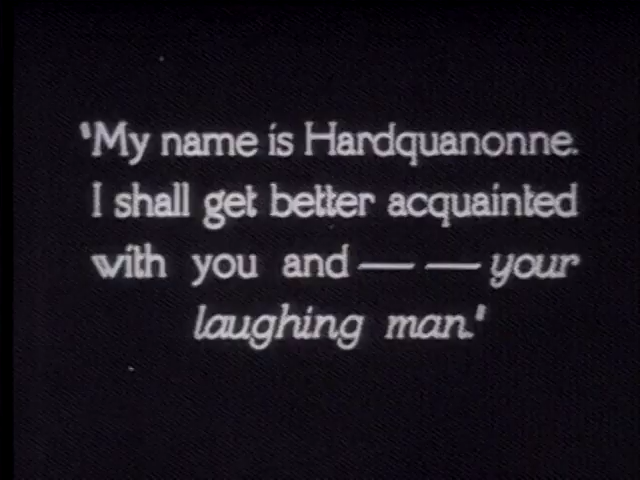 "My name is Hardquanonne.
I shall get better acquainted
with you and — — your
laughing man."